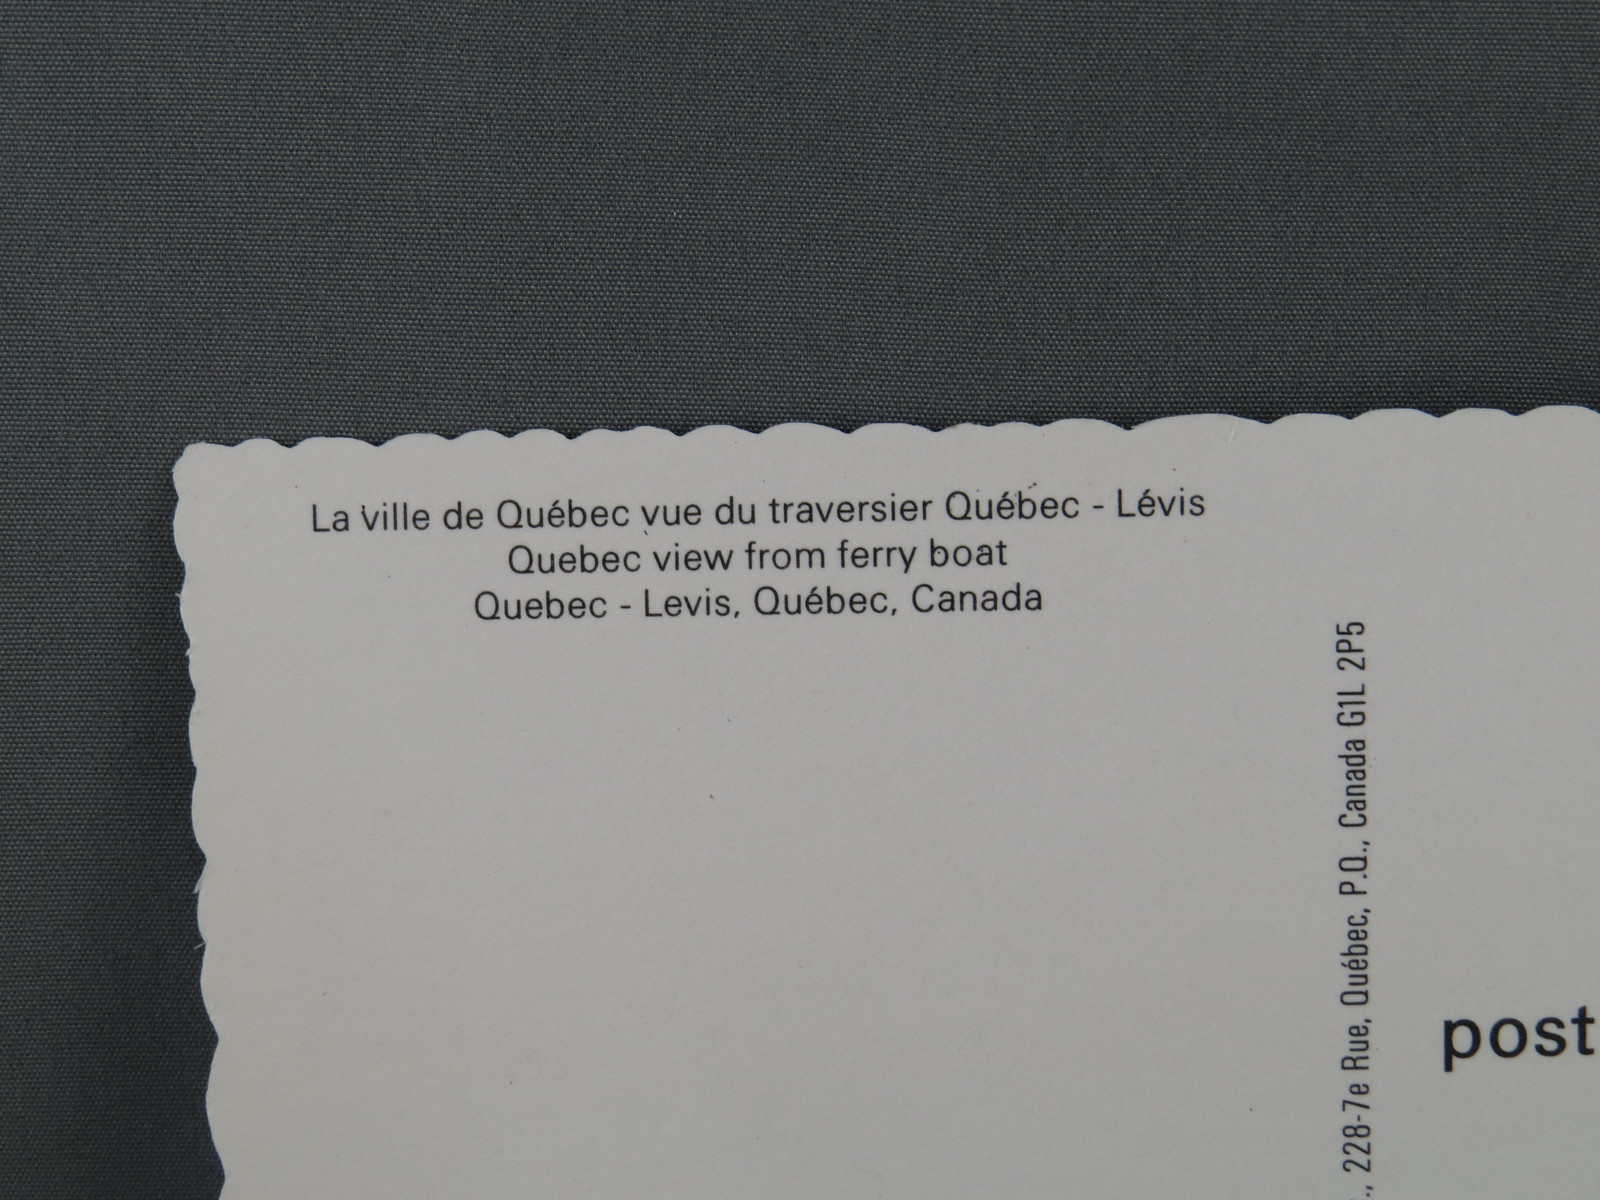 La ville de Québec vue du traversier Québec - Lévis
Quebec view from ferry boat
Quebec - Levis, Québec, Canada
., 228-7e Rue, Québec, P.Q., Canada G1L 2P5
post